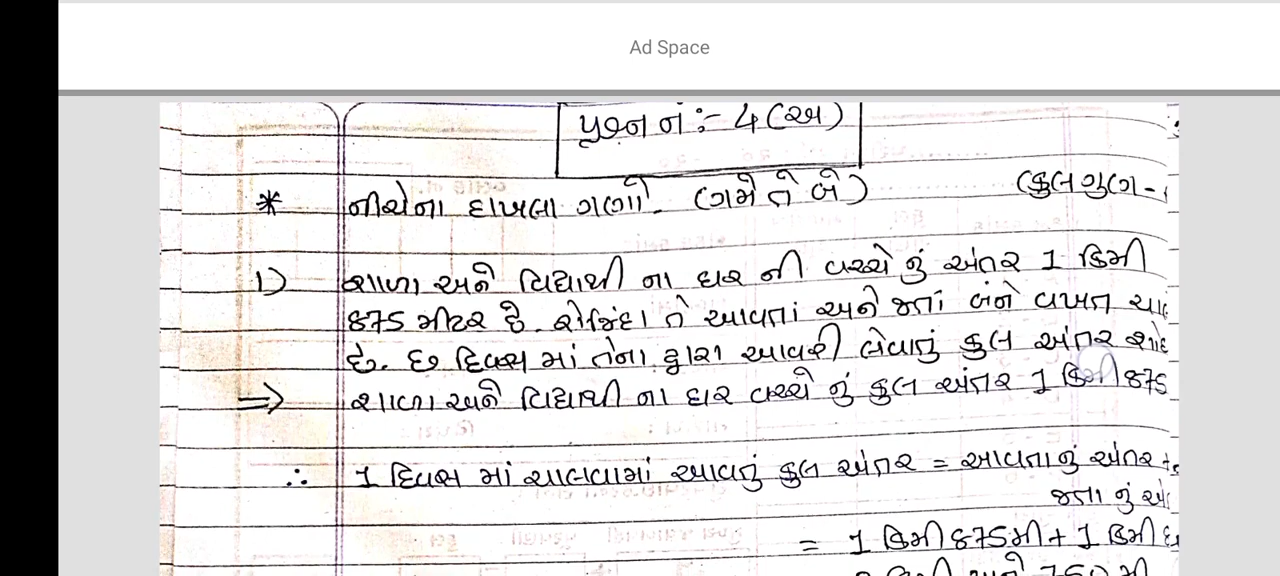 Ad Space
પ્રશ્ન નં:- 4(અ)
* નીચેના દાખલા ગણો. (ગમે તે બે) (કુલ ગુણ-
1) શાળા અને વિદ્યાથી ના ઘર ની વચ્ચે નું અંતર 1 કિમી
875 મીટર છે. રોજિંદા તે આવતાં અને જતાં બંને વખત ચાલ
છે. છ દિવસ માં તેના દ્વારા આવરી લેવાતું કુલ અંતર શોધ
=> શાળા અને વિદ્યાથી ના ઘર વચ્ચે નું કુલ અંતર 1 કિમી 875
∴ 1 દિવસ માં ચાલવામાં આવતું કુલ અંતર = આવતાનું અંતર +
જતા નું અં
= 1 કિમી 875મી + 1 કિમી 8